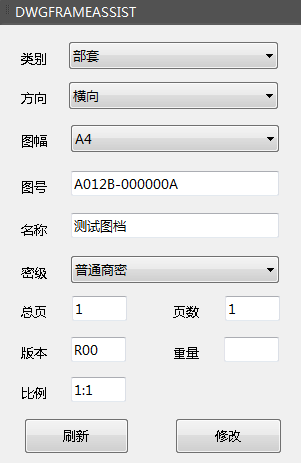 DWGFRAMEASSIST
类别 部套
方向 横向
图幅 A4
图号 A012B-000000A
名称 测试图档
密级 普通商密
总页 1 页数 1
版本 R00 重量
比例 1:1
刷新 修改